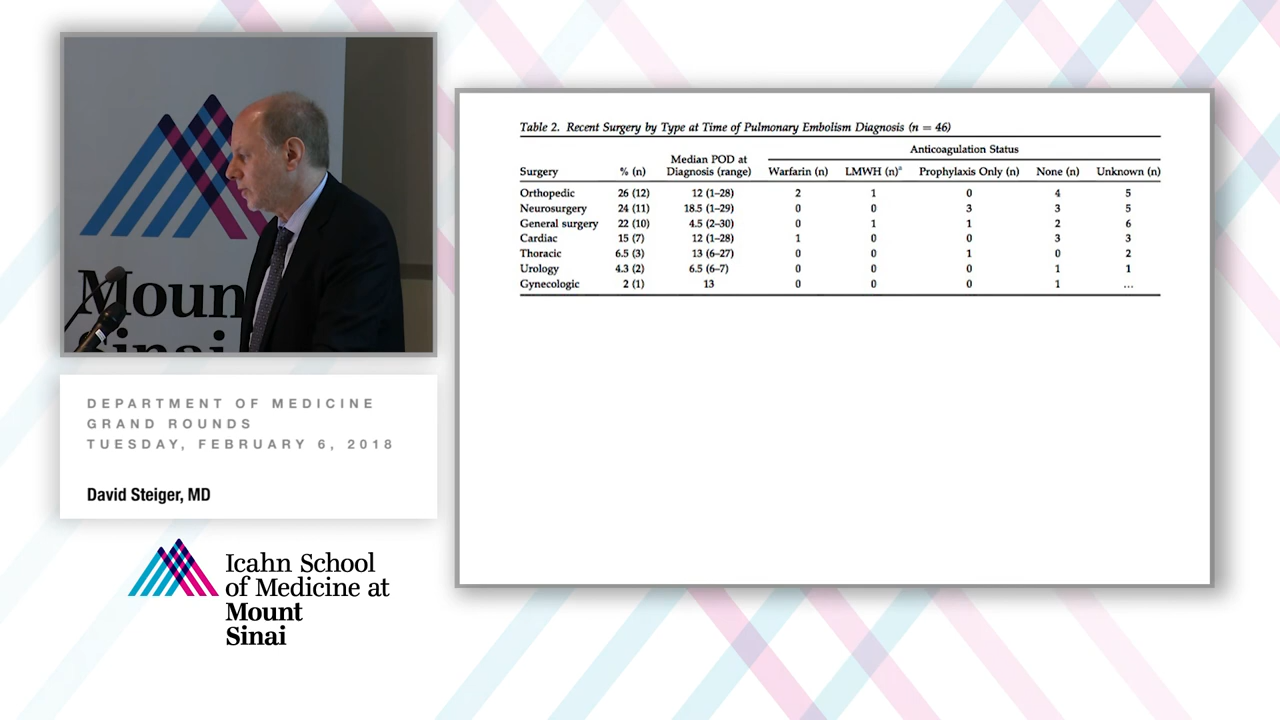 Moun
Sinai
DEPARTMENT OF MEDICINE
GRAND ROUNDS
TUESDAY, FEBRUARY 6, 2018
David Steiger, MD
Icahn School
of Medicine at
Mount
Sinai
Table 2. Recent Surgery by Type at Time of Pulmonary Embolism Diagnosis (n = 46)
Anticoagulation Status
Surgery % (n) Median POD at Diagnosis (range) Warfarin (n) LMWH (n)ª Prophylaxis Only (n) None (n) Unknown (n)
Orthopedic 26 (12) 12 (1–28) 2 1 0 4 5
Neurosurgery 24 (11) 18.5 (1–29) 0 0 3 3 5
General surgery 22 (10) 4.5 (2–30) 0 1 1 2 6
Cardiac 15 (7) 12 (1–28) 1 0 0 3 3
Thoracic 6.5 (3) 13 (6–27) 0 0 1 0 2
Urology 4.3 (2) 6.5 (6–7) 0 0 0 1 1
Gynecologic 2 (1) 13 0 0 0 1 ...